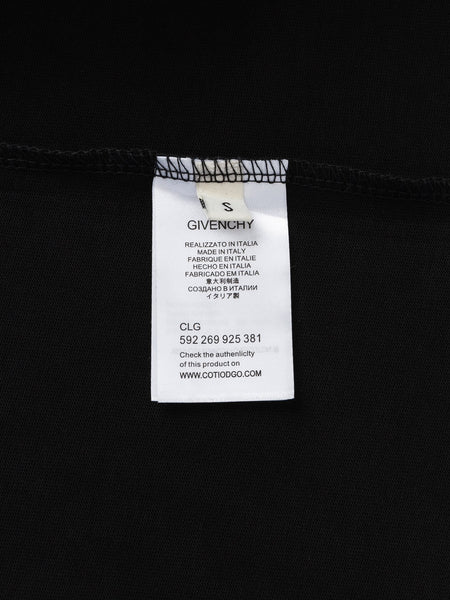 S
GIVENCHY
REALIZZATO IN ITALIA
MADE IN ITALY
FABRIQUE EN ITALIE
HECHO EN ITALIA
FABRICADO EM ITALIA
意大利制造
СОЗДАНО В ИТАЛИИ
イタリア製
CLG
592 269 925 381
Check the authenlicity
of this product on
WWW.COTIODGO.COM